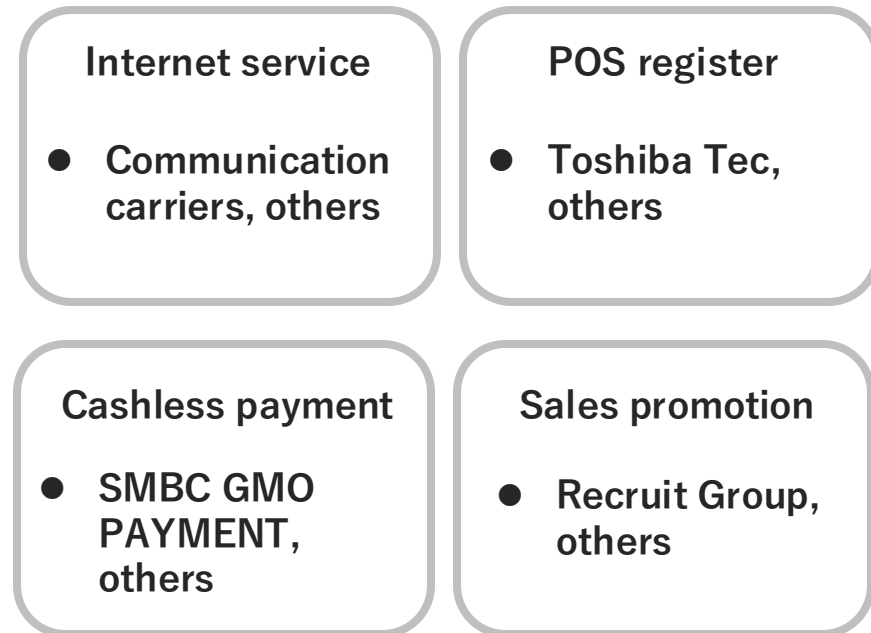 Internet service
● Communication
carriers, others
POS register
● Toshiba Tec,
others
Cashless payment
● SMBC GMO
PAYMENT,
others
Sales promotion
● Recruit Group,
others